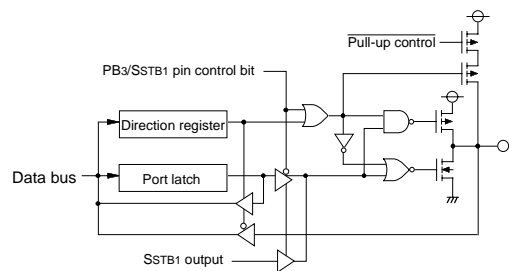 Pull-up control
PB3/SSTB1 pin control bit
Direction register
Data bus
Port latch
SSTB1 output